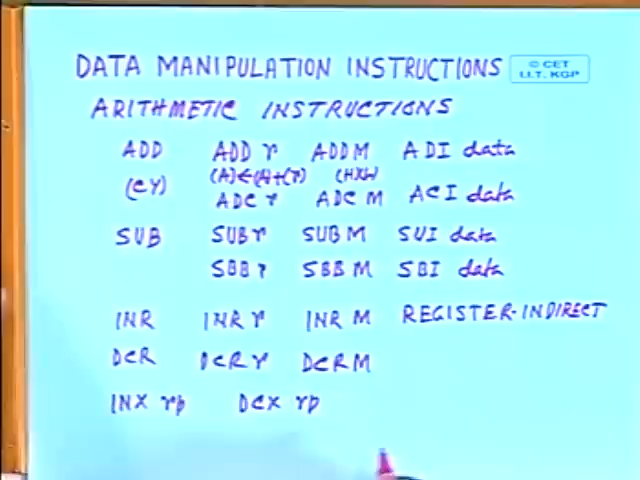 DATA MANIPULATION INSTRUCTIONS
© CET
I.I.T. KGP
ARITHMETIC INSTRUCTIONS
ADD ADD r ADD M ADI data
(A)←(A)+(r) (H)(L)
(CY) ADC r ADC M ACI data
SUB SUB r SUB M SUI data
SBB r SBB M SBI data
INR INR r INR M REGISTER-INDIRECT
DCR DCR r DCR M
INX rp DCX rp